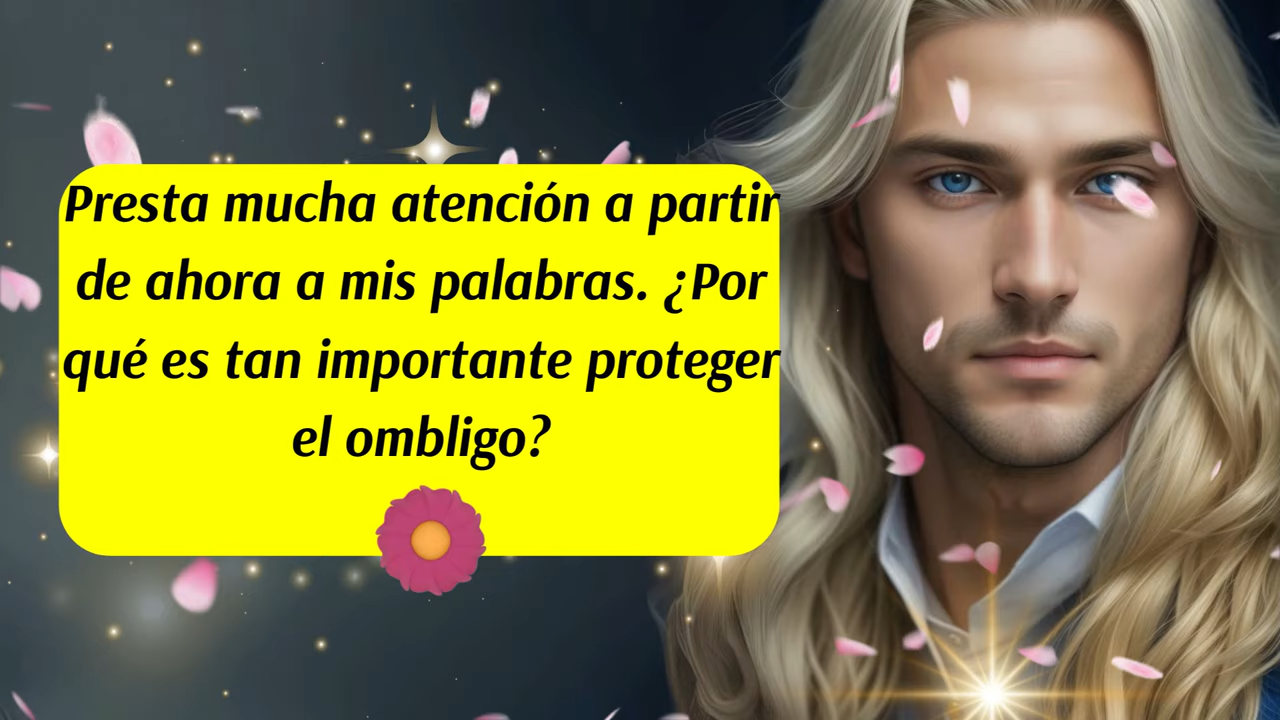 Presta mucha atención a partir
de ahora a mis palabras. ¿Por
qué es tan importante proteger
el ombligo?